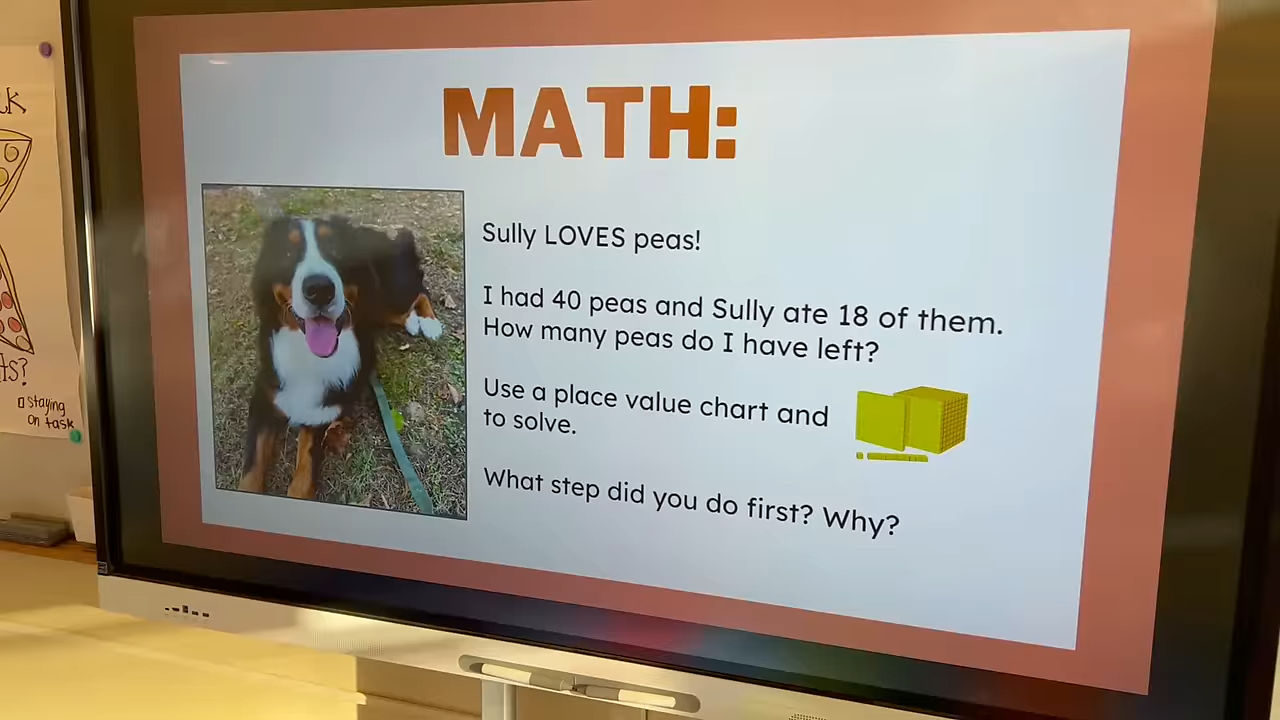 MATH:
Sully LOVES peas!
I had 40 peas and Sully ate 18 of them.
How many peas do I have left?
Use a place value chart and
to solve.
What step did you do first? Why?
ts?
staying
on task